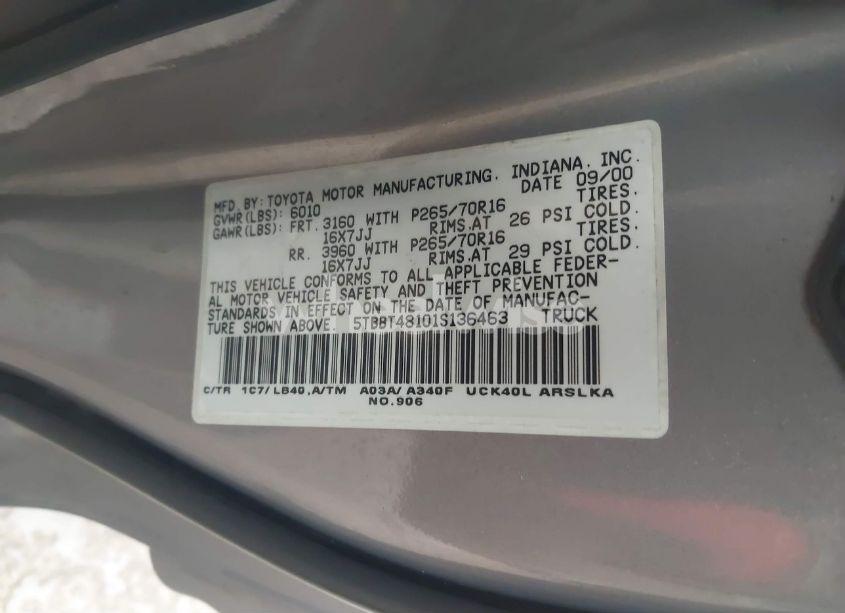 MFD. BY: TOYOTA MOTOR MANUFACTURING, INDIANA, INC.
GVWR(LBS): 6010 DATE 09/00
GAWR(LBS): FRT. 3160 WITH P265/70R16 TIRES.
16X7JJ RIMS.AT 26 PSI COLD.
RR. 3960 WITH P265/70R16 TIRES.
16X7JJ RIMS.AT 29 PSI COLD.
THIS VEHICLE CONFORMS TO ALL APPLICABLE FEDER-
AL MOTOR VEHICLE SAFETY AND THEFT PREVENTION
STANDARDS IN EFFECT ON THE DATE OF MANUFAC-
TURE SHOWN ABOVE. 5TBBT48101S136463 TRUCK
C/TR 1C7/LB40,A/TM A03A/A340F UCK40L ARSLKA
NO.906